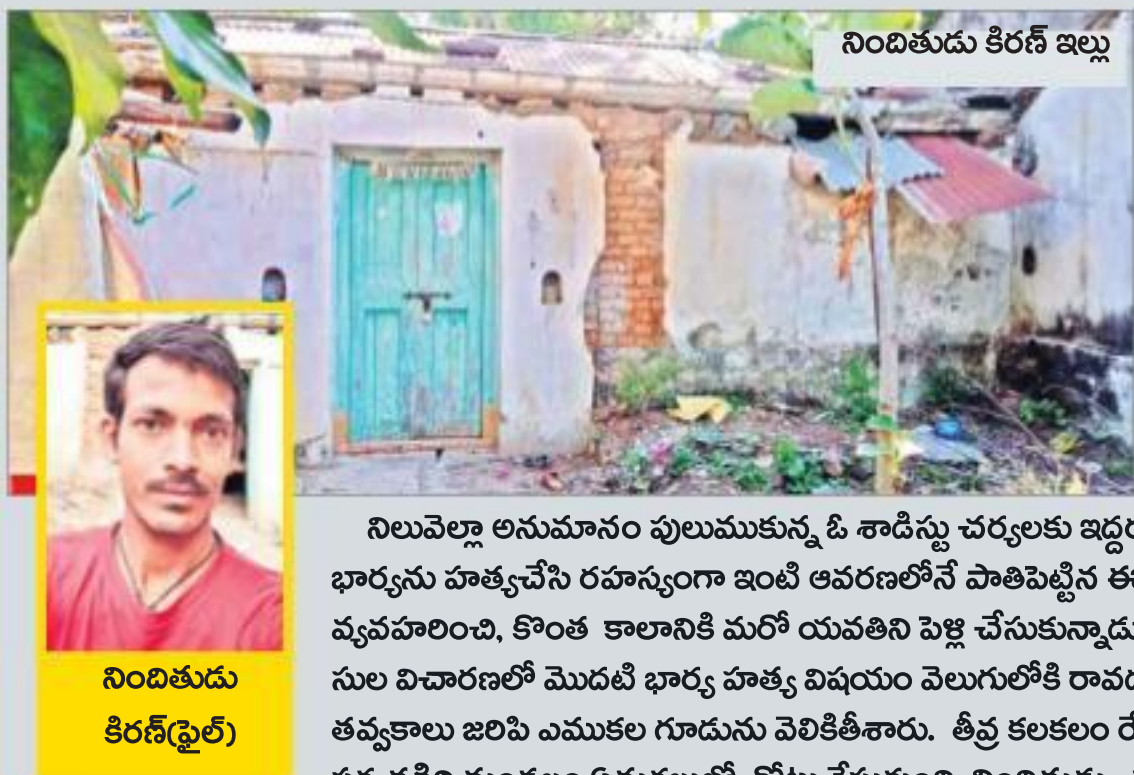 నిందితుడు కిరణ్ ఇల్లు
నిందితుడు
కిరణ్(ఫైల్)
నిలువెల్లా అనుమానం పులుముకున్న ఓ శాడిస్టు చర్యలకు ఇద్దర
భార్యను హత్యచేసి రహస్యంగా ఇంటి ఆవరణలోనే పాతిపెట్టిన ఈ
వ్యవహరించి, కొంత కాలానికి మరో యవతిని పెళ్లి చేసుకున్నాడు
సుల విచారణలో మొదటి భార్య హత్య విషయం వెలుగులోకి రావడ
తవ్వకాలు జరిపి ఎముకల గూడును వెలికితీశారు. తీవ్ర కలకలం రే